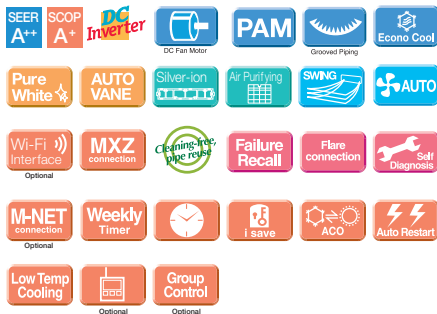 SEER
A++
SCOP
A+
DC
Inverter
DC Fan Motor
PAM
Grooved Piping
Econo Cool
Pure
White
AUTO
VANE
Silver-ion
Air Purifying
SWING
AUTO
Wi-Fi
Interface
Optional
MXZ
connection
Cleaning-free,
pipe reuse
Failure
Recall
Flare
connection
Self
Diagnosis
M-NET
connection
Optional
Weekly
Timer
i save
ACO
Auto Restart
Low Temp
Cooling
Optional
Group
Control
Optional